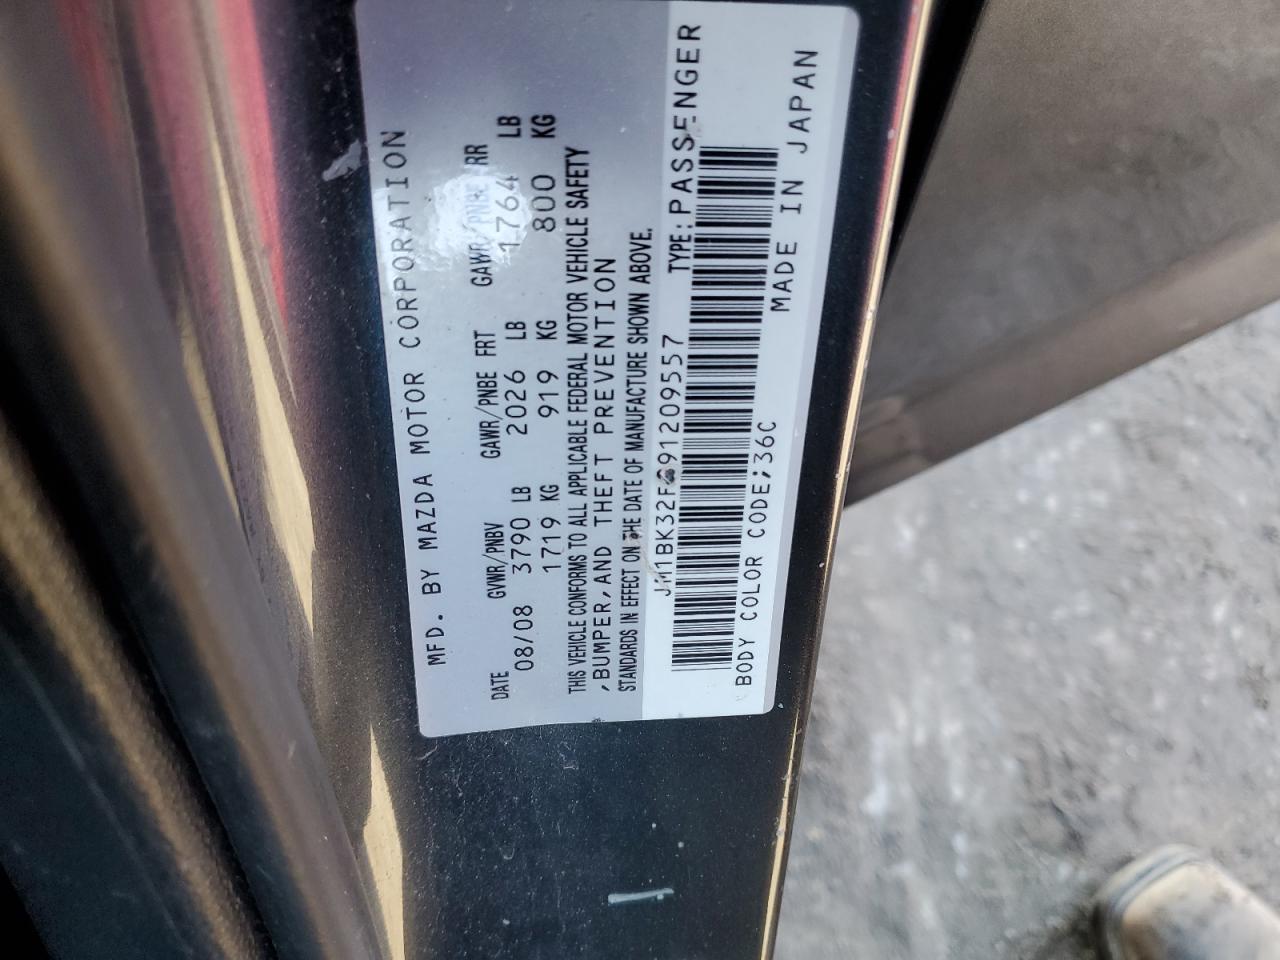 MFD. BY MAZDA MOTOR CORPORATION
DATE GVWR/PNBV GAWR/PNBE FRT GAWR/PNBE RR
08/08 3790 LB 2026 LB 1764 LB
1719 KG 919 KG 800 KG
THIS VEHICLE CONFORMS TO ALL APPLICABLE FEDERAL MOTOR VEHICLE SAFETY
,BUMPER,AND THEFT PREVENTION
STANDARDS IN EFFECT ON THE DATE OF MANUFACTURE SHOWN ABOVE.
TYPE:PASSENGER
BODY COLOR CODE;36C MADE IN JAPAN